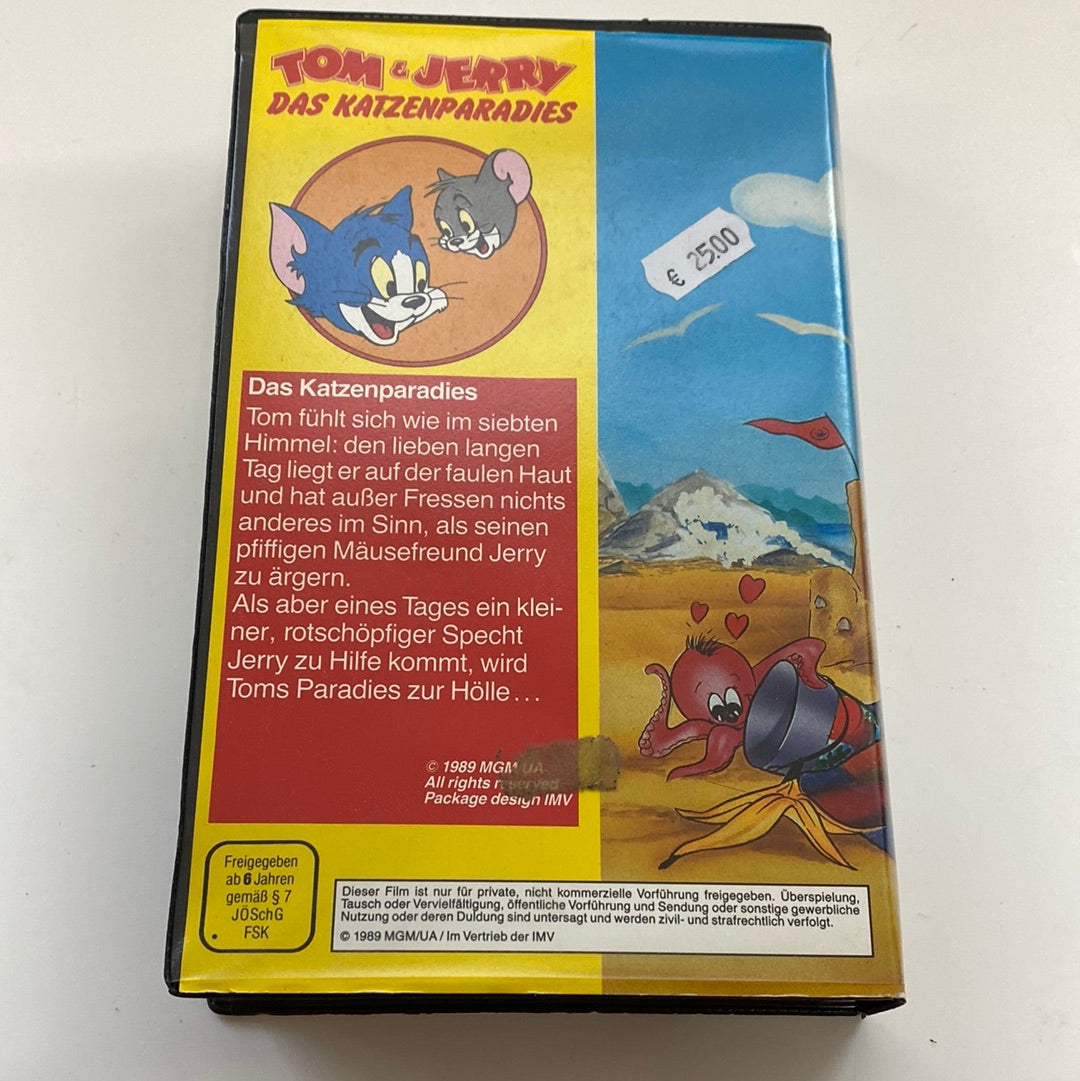 TOM & JERRY
DAS KATZENPARADIES
€ 25.00
Das Katzenparadies
Tom fühlt sich wie im siebten
Himmel: den lieben langen
Tag liegt er auf der faulen Haut
und hat außer Fressen nichts
anderes im Sinn, als seinen
pfiffigen Mäusefreund Jerry
zu ärgern.
Als aber eines Tages ein klei-
ner, rotschöpfiger Specht
Jerry zu Hilfe kommt, wird
Toms Paradies zur Hölle...
© 1989 MGM UA
All rights reserved
Package design IMV
Freigegeben
ab 6 Jahren
gemäß § 7
JÖSchG
FSK
Dieser Film ist nur für private, nicht kommerzielle Vorführung freigegeben. Überspielung,
Tausch oder Vervielfältigung, öffentliche Vorführung und Sendung oder sonstige gewerbliche
Nutzung oder deren Duldung sind untersagt und werden zivil- und strafrechtlich verfolgt.
© 1989 MGM/UA / Im Vertrieb der IMV